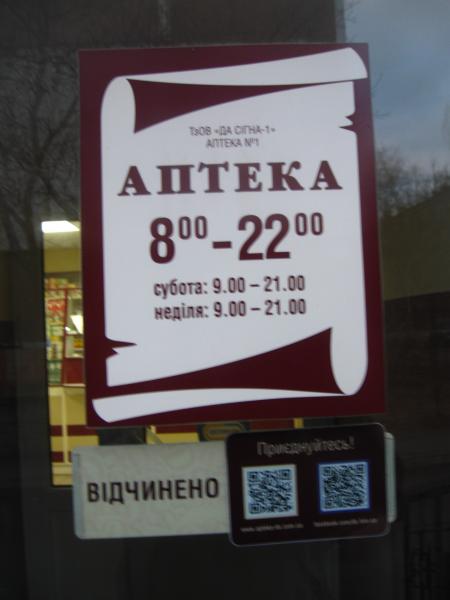 ТзОВ «ДА СІГНА-1»
АПТЕКА №1
АПТЕКА
8⁰⁰ - 22⁰⁰
субота: 9.00 – 21.00
неділя: 9.00 – 21.00
Приєднуйтесь!
ВІДЧИНЕНО